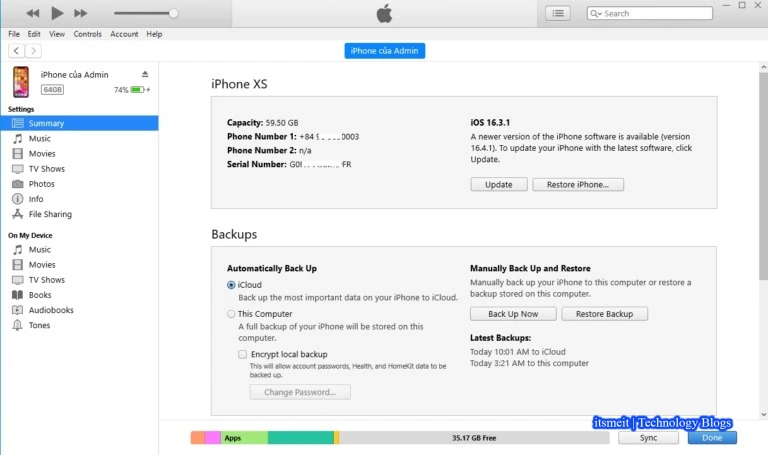 Search
File Edit View Controls Account Help
iPhone của Admin
iPhone của Admin
64GB 74%
Settings
Summary
Music
Movies
TV Shows
Photos
Info
File Sharing
On My Device
Music
Movies
TV Shows
Books
Audiobooks
Tones
iPhone XS
Capacity: 59.50 GB
Phone Number 1: +84 9 0003
Phone Number 2: n/a
Serial Number: FR
iOS 16.3.1
A newer version of the iPhone software is available (version
16.4.1). To update your iPhone with the latest software, click
Update.
Update Restore iPhone...
Backups
Automatically Back Up
iCloud
Back up the most important data on your iPhone to iCloud.
This Computer
A full backup of your iPhone will be stored on this
computer.
Encrypt local backup
This will allow account passwords, Health, and HomeKit data to be
backed up.
Change Password...
Manually Back Up and Restore
Manually back up your iPhone to this computer or restore a
backup stored on this computer.
Back Up Now Restore Backup
Latest Backups:
Today 10:01 AM to iCloud
Today 3:21 AM to this computer
itsmeit | Technology Blogs
Apps 35.17 GB Free Sync Done